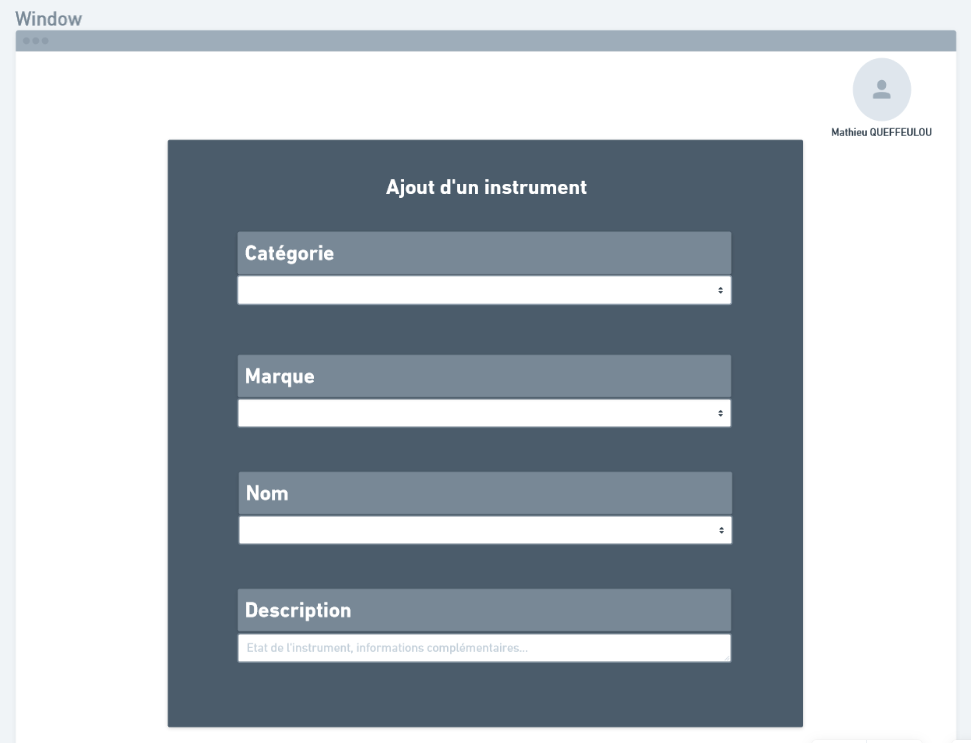 Window
Mathieu QUEFFEULOU
Ajout d'un instrument
Catégorie
Marque
Nom
Description
Etat de l'instrument, informations complémentaires...